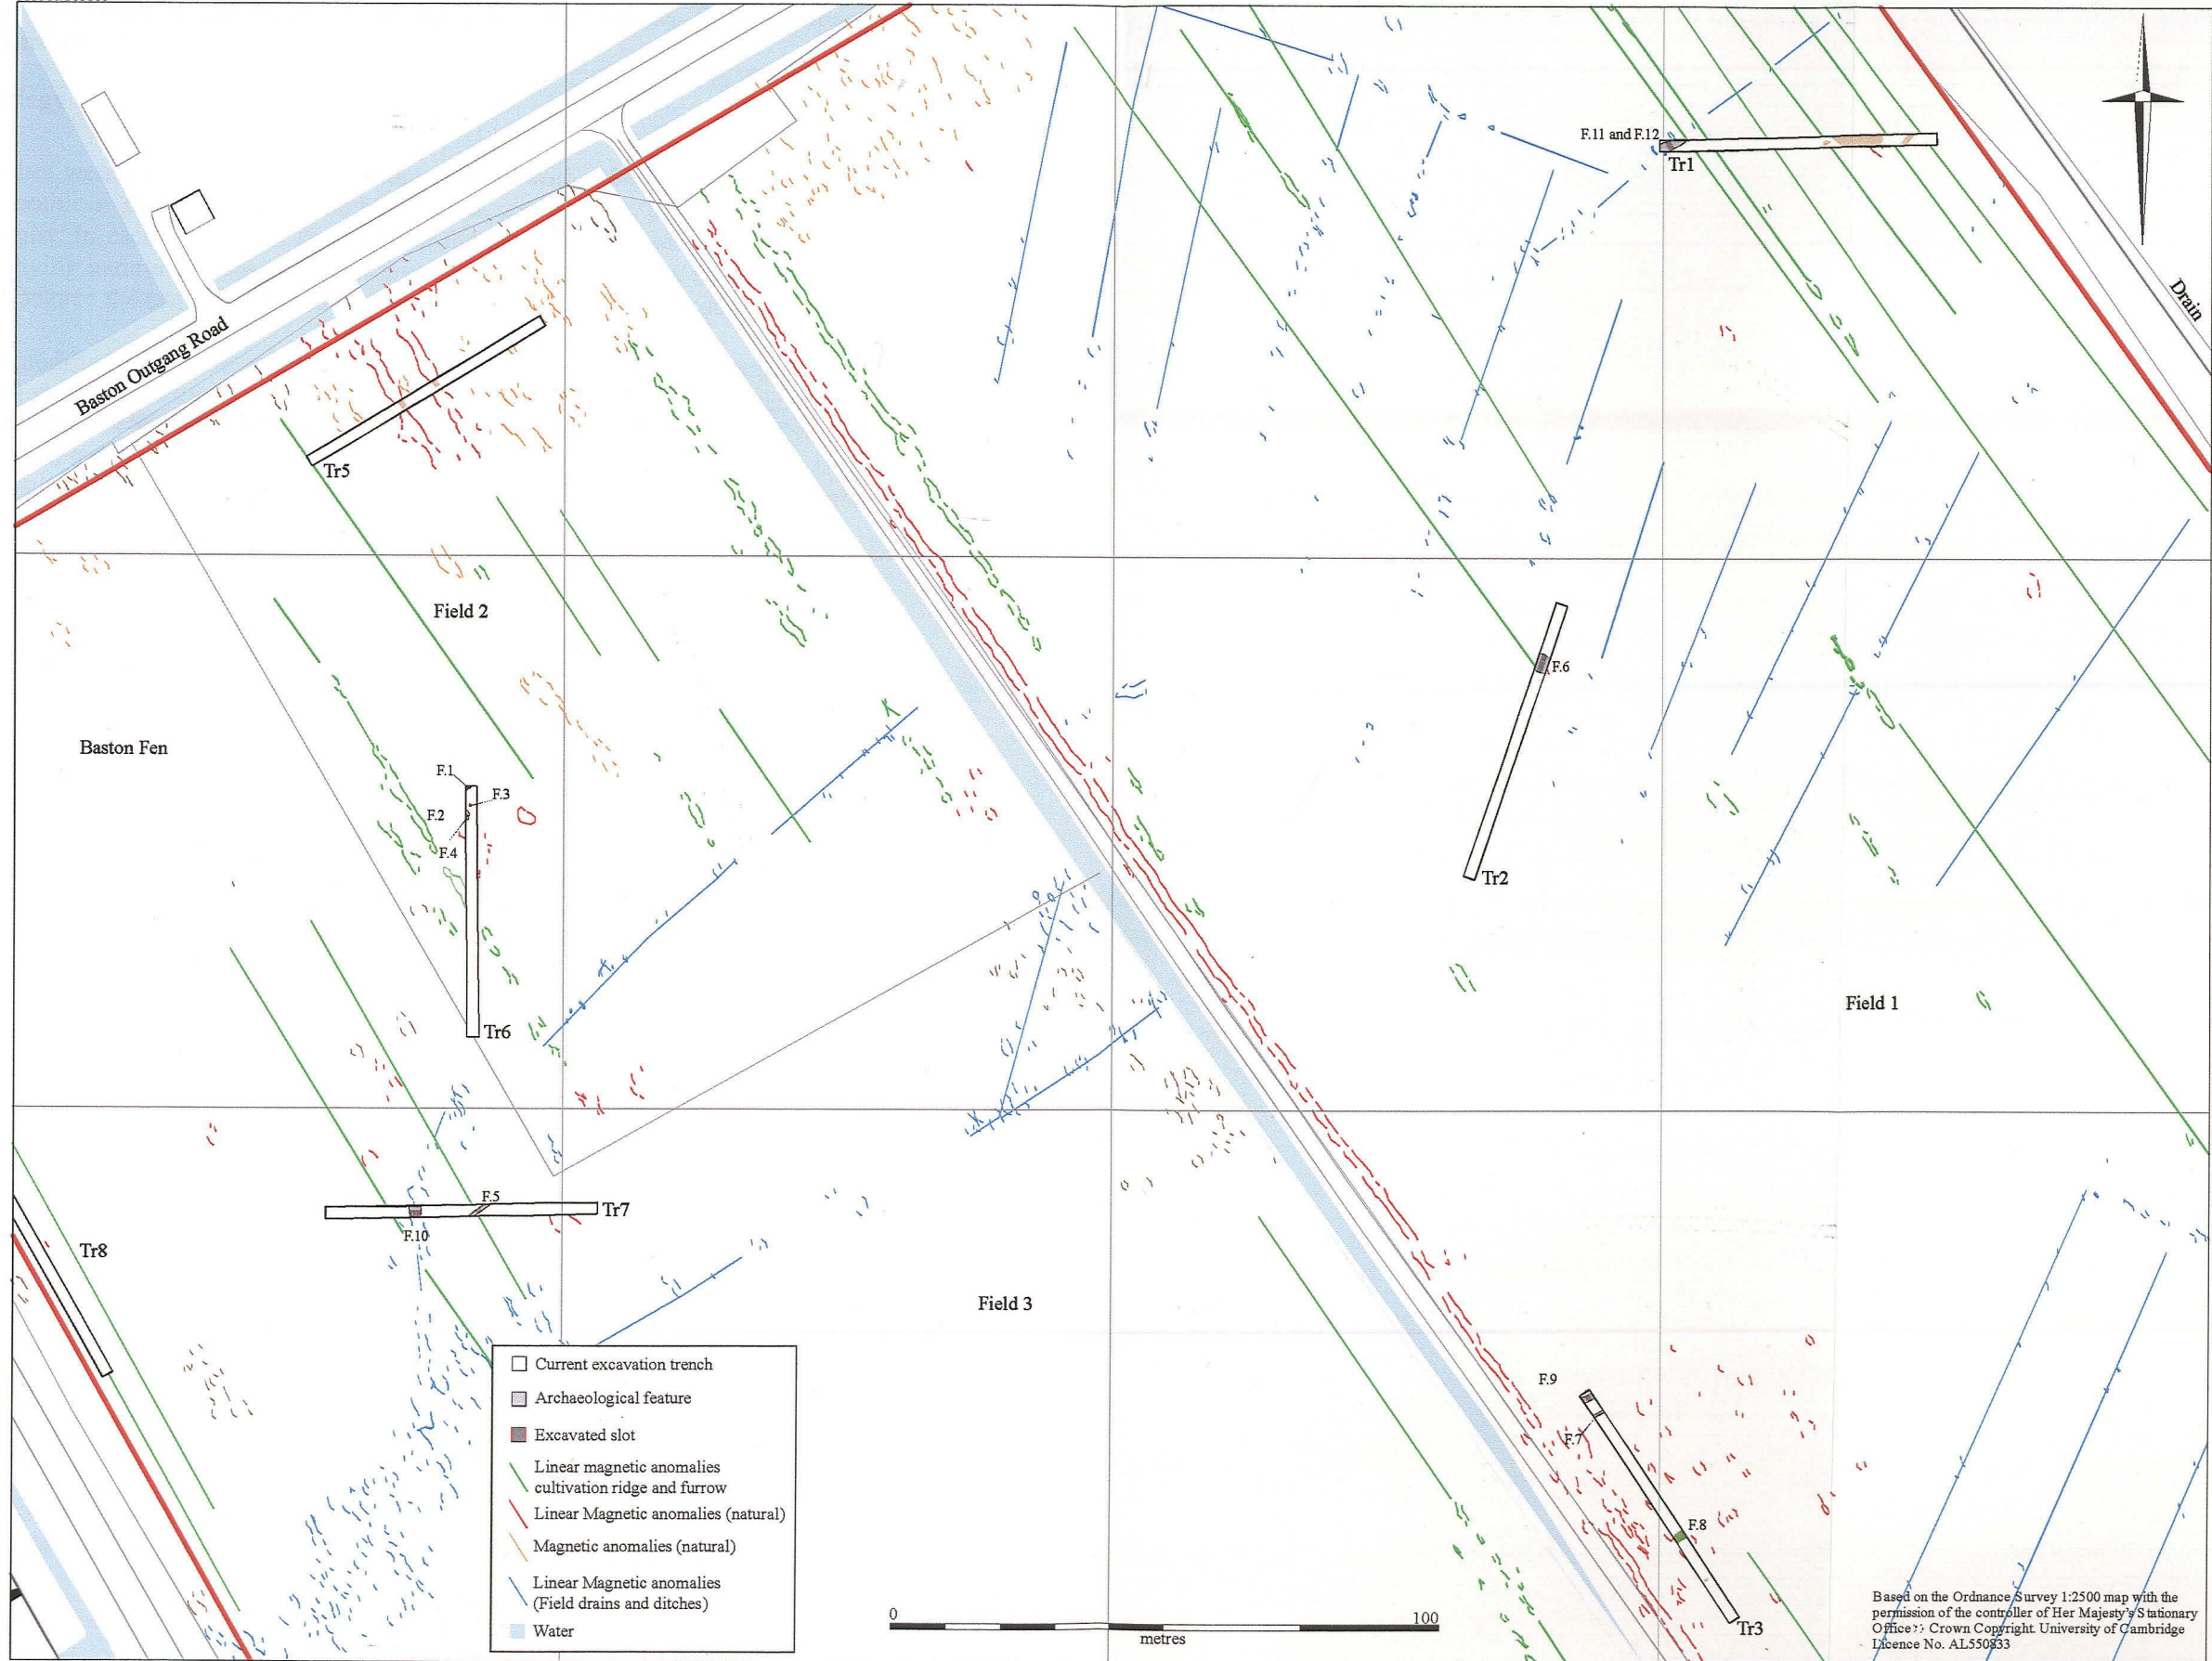 F.11 and F.12
Tr1
Drain
Baston Outgang Road
Tr5
Field 2
F.6
Baston Fen
F.1
F.3
F.2
F.4
Tr2
Field 1
Tr6
F.5
Tr7
F.10
Tr8
Field 3
Current excavation trench
Archaeological feature
Excavated slot
Linear magnetic anomalies
cultivation ridge and furrow
Linear Magnetic anomalies (natural)
Magnetic anomalies (natural)
Linear Magnetic anomalies
(Field drains and ditches)
Water
F.9
F.7
F.8
Tr3
0
100
metres
Based on the Ordnance Survey 1:2500 map with the
permission of the controller of Her Majesty's Stationary
Office Crown Copyright. University of Cambridge
Licence No. AL550833